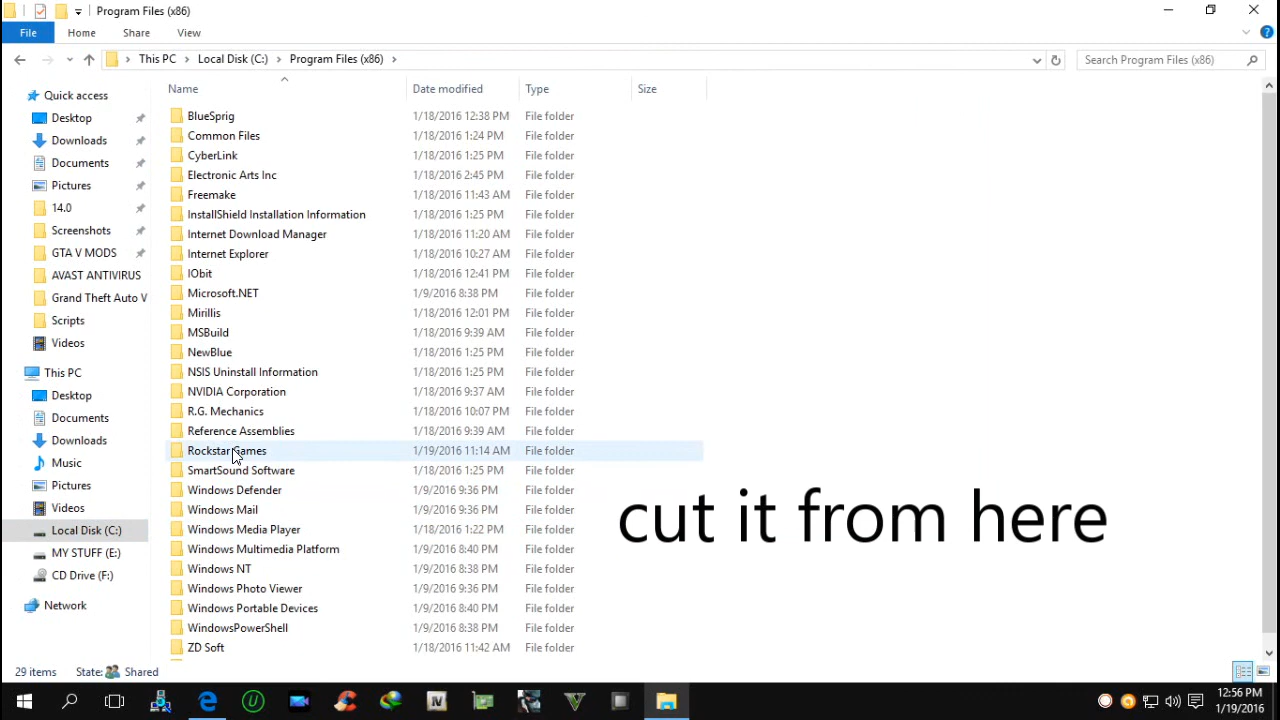 Program Files (x86)
File Home Share View
This PC Local Disk (C:) Program Files (x86) Search Program Files (x86)
Name Date modified Type Size
Quick access
Desktop
Downloads
Documents
Pictures
14.0
Screenshots
GTA V MODS
AVAST ANTIVIRUS
Grand Theft Auto V
Scripts
Videos
This PC
Desktop
Documents
Downloads
Music
Pictures
Videos
Local Disk (C:)
MY STUFF (E:)
CD Drive (F:)
Network
BlueSprig 1/18/2016 12:38 PM File folder
Common Files 1/18/2016 1:24 PM File folder
CyberLink 1/18/2016 1:25 PM File folder
Electronic Arts Inc 1/18/2016 2:45 PM File folder
Freemake 1/18/2016 11:43 AM File folder
InstallShield Installation Information 1/18/2016 1:25 PM File folder
Internet Download Manager 1/18/2016 11:20 AM File folder
Internet Explorer 1/18/2016 10:27 AM File folder
IObit 1/18/2016 12:41 PM File folder
Microsoft.NET 1/9/2016 8:38 PM File folder
Mirillis 1/18/2016 12:01 PM File folder
MSBuild 1/18/2016 9:39 AM File folder
NewBlue 1/18/2016 1:25 PM File folder
NSIS Uninstall Information 1/18/2016 1:25 PM File folder
NVIDIA Corporation 1/18/2016 9:37 AM File folder
R.G. Mechanics 1/18/2016 10:07 PM File folder
Reference Assemblies 1/18/2016 9:39 AM File folder
Rockstar Games 1/19/2016 11:14 AM File folder
SmartSound Software 1/18/2016 1:25 PM File folder
Windows Defender 1/9/2016 9:36 PM File folder
Windows Mail 1/9/2016 9:36 PM File folder
Windows Media Player 1/18/2016 1:22 PM File folder
Windows Multimedia Platform 1/9/2016 8:40 PM File folder
Windows NT 1/9/2016 8:38 PM File folder
Windows Photo Viewer 1/9/2016 9:36 PM File folder
Windows Portable Devices 1/9/2016 8:40 PM File folder
WindowsPowerShell 1/9/2016 8:38 PM File folder
ZD Soft 1/18/2016 11:42 AM File folder
cut it from here
29 items State: Shared
12:56 PM
1/19/2016